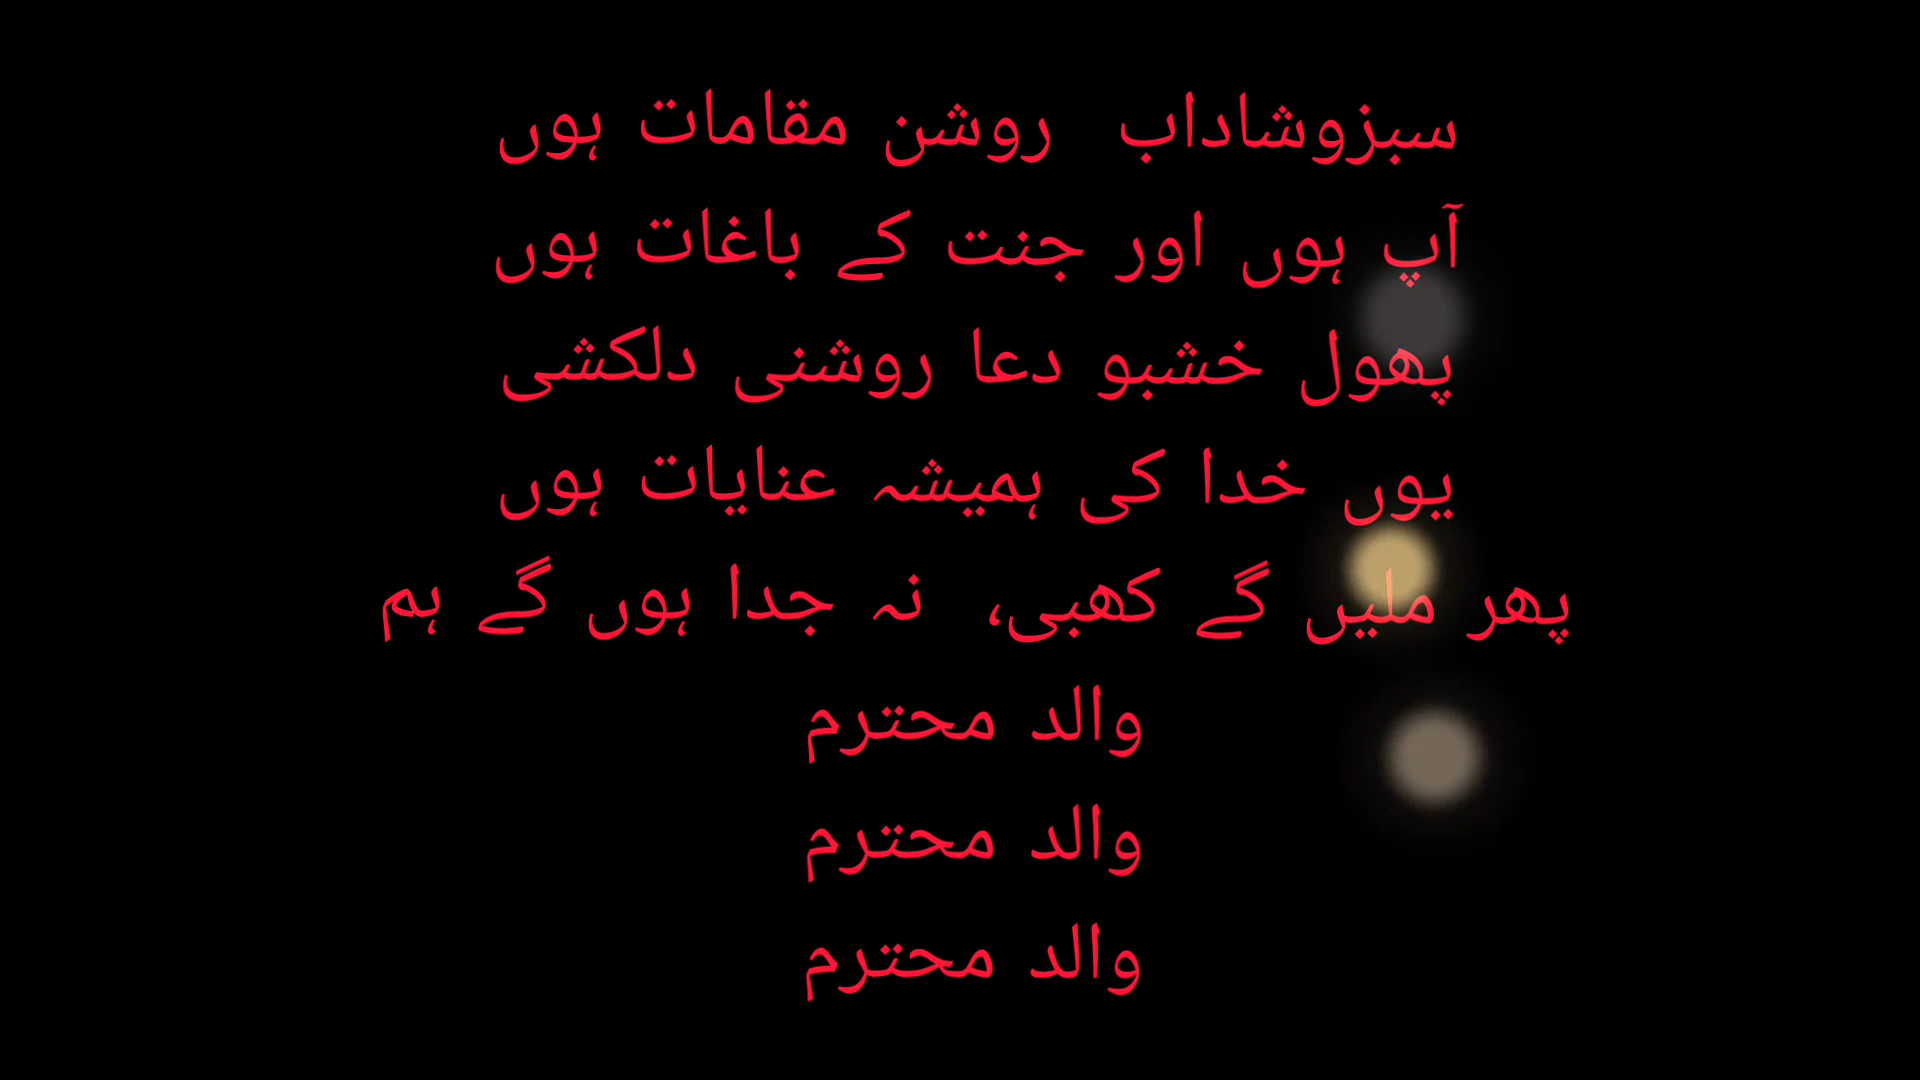 سبزوشاداب  روشن مقامات ہوں
آپ ہوں اور جنت کے باغات ہوں
پھول خشبو دعا روشنی دلکشی
یوں خدا کی ہمیشہ عنایات ہوں
پھر ملیں گے کھبی،  نہ جدا ہوں گے ہم
والد محترم
والد محترم
والد محترم